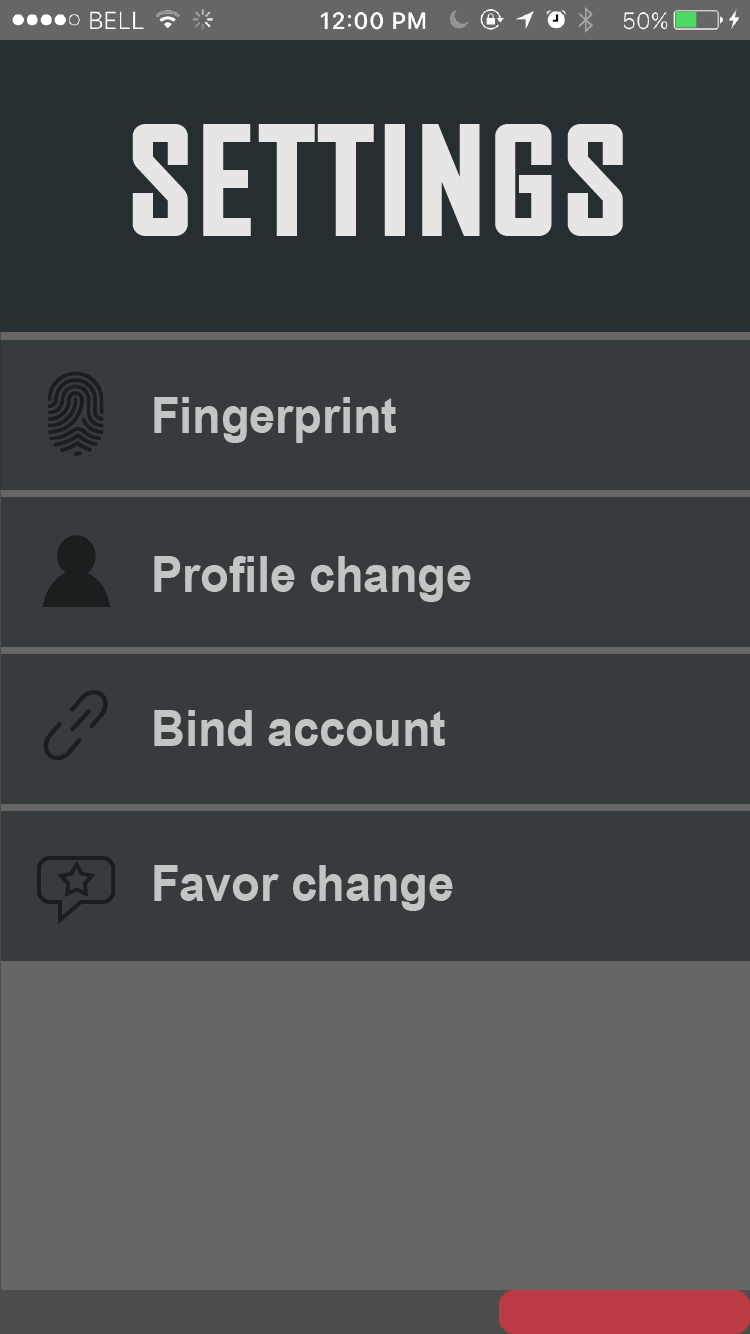 BELL 12:00 PM 50%
SETTINGS
Fingerprint
Profile change
Bind account
Favor change